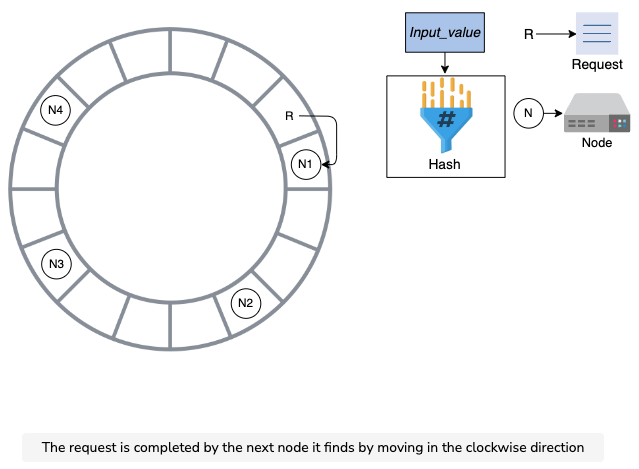 Input_value
R
Request
N4
#
N
R
Node
Hash
N1
N3
N2
The request is completed by the next node it finds by moving in the clockwise direction